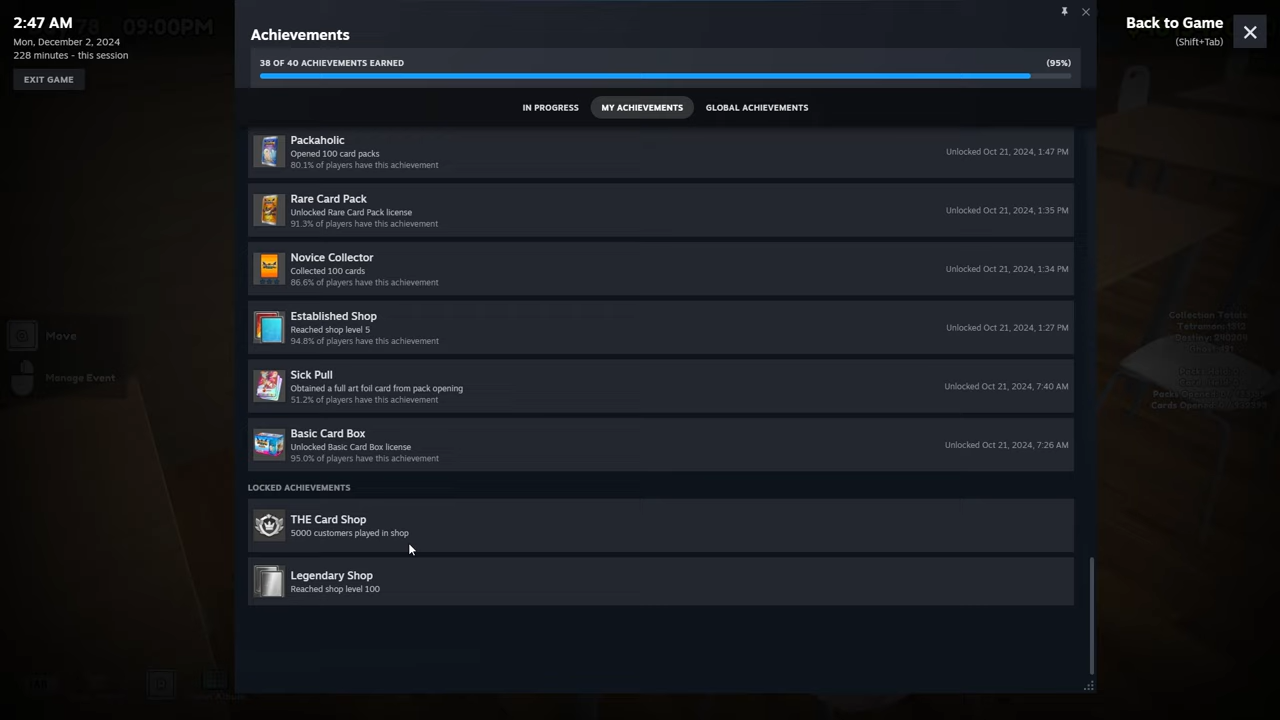 2:47 AM
Mon, December 2, 2024
228 minutes - this session
EXIT GAME
09:00PM
Back to Game
(Shift+Tab)
Achievements
38 OF 40 ACHIEVEMENTS EARNED (95%)
IN PROGRESS MY ACHIEVEMENTS GLOBAL ACHIEVEMENTS
Packaholic
Opened 100 card packs
80.1% of players have this achievement
Unlocked Oct 21, 2024, 1:47 PM
Rare Card Pack
Unlocked Rare Card Pack license
91.3% of players have this achievement
Unlocked Oct 21, 2024, 1:35 PM
Novice Collector
Collected 100 cards
86.6% of players have this achievement
Unlocked Oct 21, 2024, 1:34 PM
Established Shop
Reached shop level 5
94.8% of players have this achievement
Unlocked Oct 21, 2024, 1:27 PM
Sick Pull
Obtained a full art foil card from pack opening
51.2% of players have this achievement
Unlocked Oct 21, 2024, 7:40 AM
Basic Card Box
Unlocked Basic Card Box license
95.0% of players have this achievement
Unlocked Oct 21, 2024, 7:26 AM
LOCKED ACHIEVEMENTS
THE Card Shop
5000 customers played in shop
Legendary Shop
Reached shop level 100
Move
Manage Event
Collection Totals: